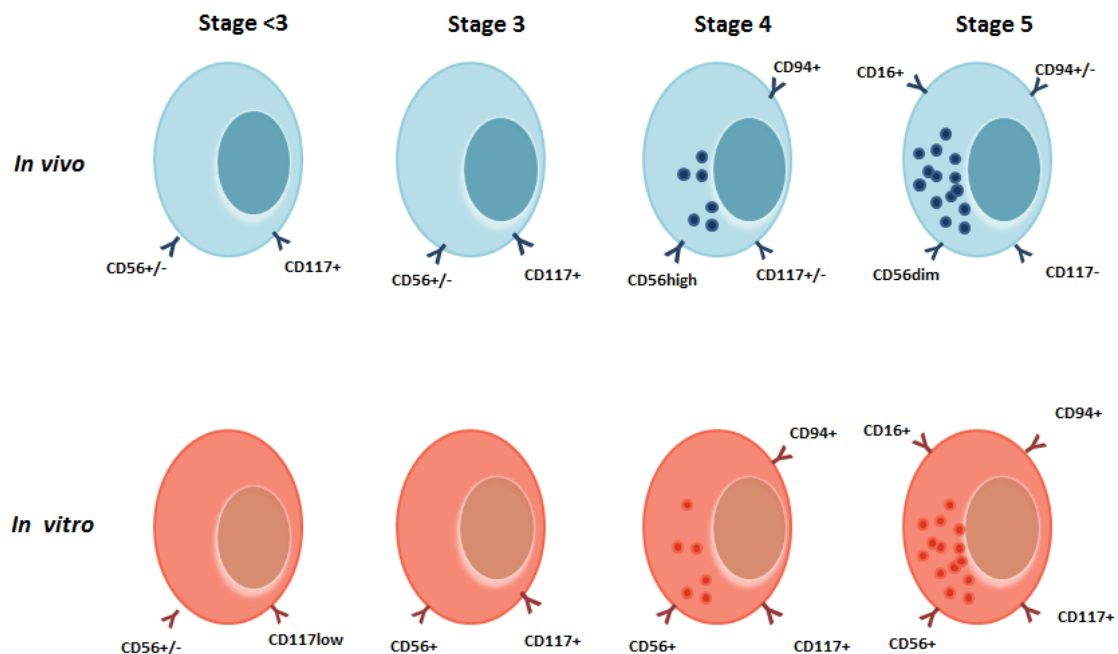 Stage <3
Stage 3
Stage 4
Stage 5
In vivo
CD94+
CD16+
CD94+/-
CD56+/-
CD117+
CD56+/-
CD117+
CD56high
CD117+/-
CD56dim
CD117-
In vitro
CD94+
CD16+
CD94+
CD56+/-
CD117low
CD56+
CD117+
CD56+
CD117+
CD56+
CD117+